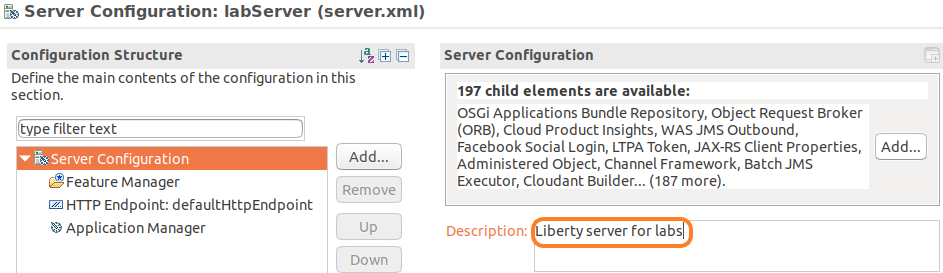 Server Configuration: labServer (server.xml)
Configuration Structure
Define the main contents of the configuration in this
section.
type filter text
Server Configuration
Feature Manager
HTTP Endpoint: defaultHttpEndpoint
Application Manager
Add...
Remove
Up
Down
Server Configuration
197 child elements are available:
OSGi Applications Bundle Repository, Object Request Broker
(ORB), Cloud Product Insights, WAS JMS Outbound,
Facebook Social Login, LTPA Token, JAX-RS Client Properties,
Administered Object, Channel Framework, Batch JMS
Executor, Cloudant Builder... (187 more).
Add...
Description: Liberty server for labs